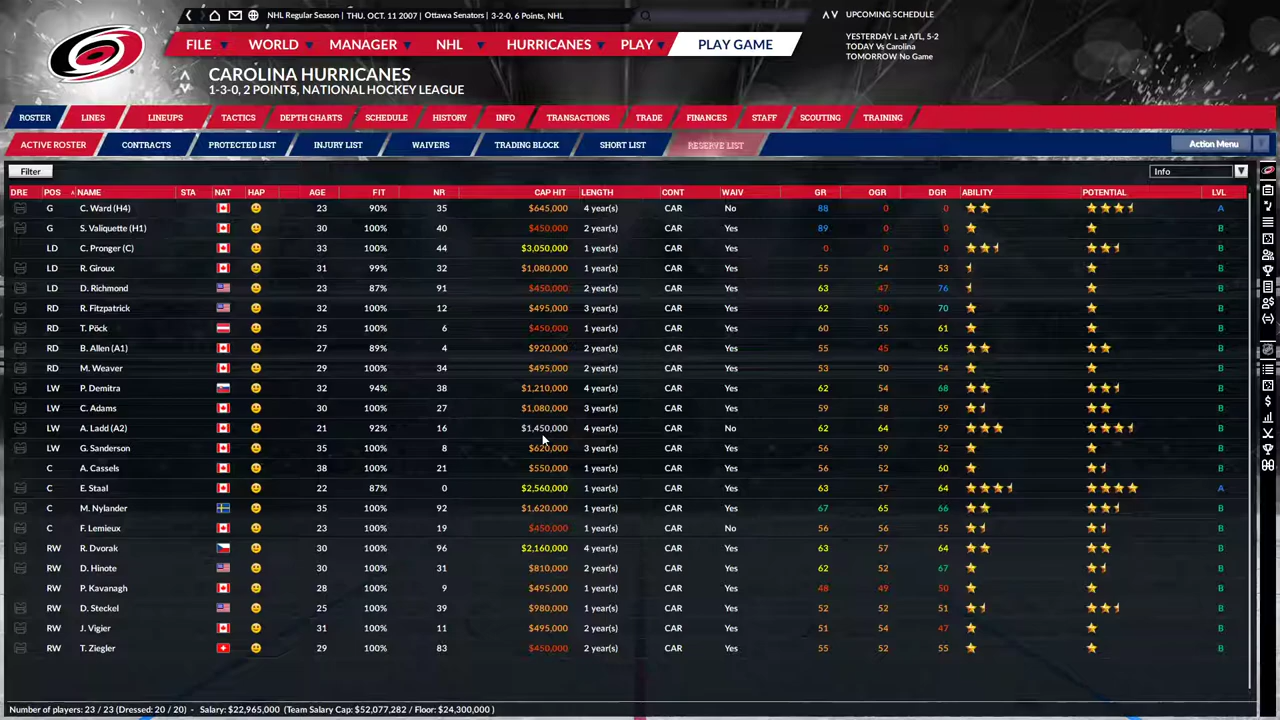 NHL Regular Season | THU. OCT. 11 2007 | Ottawa Senators | 3-2-0, 6 Points, NHL
UPCOMING SCHEDULE
YESTERDAY L at ATL, 5-2
TODAY Vs Carolina
TOMORROW No Game
FILE WORLD MANAGER NHL HURRICANES PLAY PLAY GAME
CAROLINA HURRICANES
1-3-0, 2 POINTS, NATIONAL HOCKEY LEAGUE
ROSTER LINES LINEUPS TACTICS DEPTH CHARTS SCHEDULE HISTORY INFO TRANSACTIONS TRADE FINANCES STAFF SCOUTING TRAINING
ACTIVE ROSTER CONTRACTS PROTECTED LIST INJURY LIST WAIVERS TRADING BLOCK SHORT LIST RESERVE LIST Action Menu
Filter Info
DRE POS NAME STA NAT HAP AGE FIT NR CAP HIT LENGTH CONT WAIV GR OGR DGR ABILITY POTENTIAL LVL
G C. Ward (H4) 23 90% 35 $645,000 4 year(s) CAR No 88 0 0 A
G S. Valiquette (H1) 30 100% 40 $450,000 2 year(s) CAR Yes 89 0 0 B
LD C. Pronger (C) 33 100% 44 $3,050,000 1 year(s) CAR Yes 0 0 0 B
LD R. Giroux 31 99% 32 $1,080,000 1 year(s) CAR Yes 55 54 53 B
LD D. Richmond 23 87% 91 $450,000 2 year(s) CAR Yes 63 47 76 B
RD R. Fitzpatrick 32 100% 12 $495,000 3 year(s) CAR Yes 62 50 70 B
RD T. Pöck 25 100% 6 $450,000 1 year(s) CAR Yes 60 55 61 B
RD B. Allen (A1) 27 89% 4 $920,000 2 year(s) CAR Yes 55 45 65 B
RD M. Weaver 29 100% 34 $495,000 2 year(s) CAR Yes 53 50 54 B
LW P. Demitra 32 94% 38 $1,210,000 4 year(s) CAR Yes 62 54 68 B
LW C. Adams 30 100% 27 $1,080,000 3 year(s) CAR Yes 59 58 59 B
LW A. Ladd (A2) 21 92% 16 $1,450,000 4 year(s) CAR No 62 64 59 B
LW G. Sanderson 35 100% 8 $620,000 3 year(s) CAR Yes 56 59 52 B
C A. Cassels 38 100% 21 $550,000 1 year(s) CAR Yes 56 52 60 B
C E. Staal 22 87% 0 $2,560,000 1 year(s) CAR Yes 63 57 64 A
C M. Nylander 35 100% 92 $1,620,000 1 year(s) CAR Yes 67 65 66 B
C F. Lemieux 23 100% 19 $450,000 1 year(s) CAR No 56 56 55 B
RW R. Dvorak 30 100% 96 $2,160,000 4 year(s) CAR Yes 63 57 64 B
RW D. Hinote 30 100% 31 $810,000 2 year(s) CAR Yes 62 52 67 B
RW P. Kavanagh 28 100% 9 $495,000 1 year(s) CAR Yes 48 49 50 B
RW D. Steckel 25 100% 39 $980,000 1 year(s) CAR Yes 52 52 51 B
RW J. Vigier 31 100% 11 $495,000 2 year(s) CAR Yes 51 54 47 B
RW T. Ziegler 29 100% 83 $450,000 2 year(s) CAR Yes 55 52 55 B
Number of players: 23 / 23 (Dressed: 20 / 20) - Salary: $22,965,000 (Team Salary Cap: $52,077,282 / Floor: $24,300,000 )